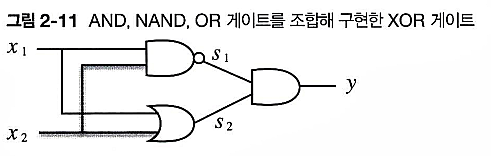 그림 2-11 AND, NAND, OR 게이트를 조합해 구현한 XOR 게이트
x1
s1
y
s2
x2